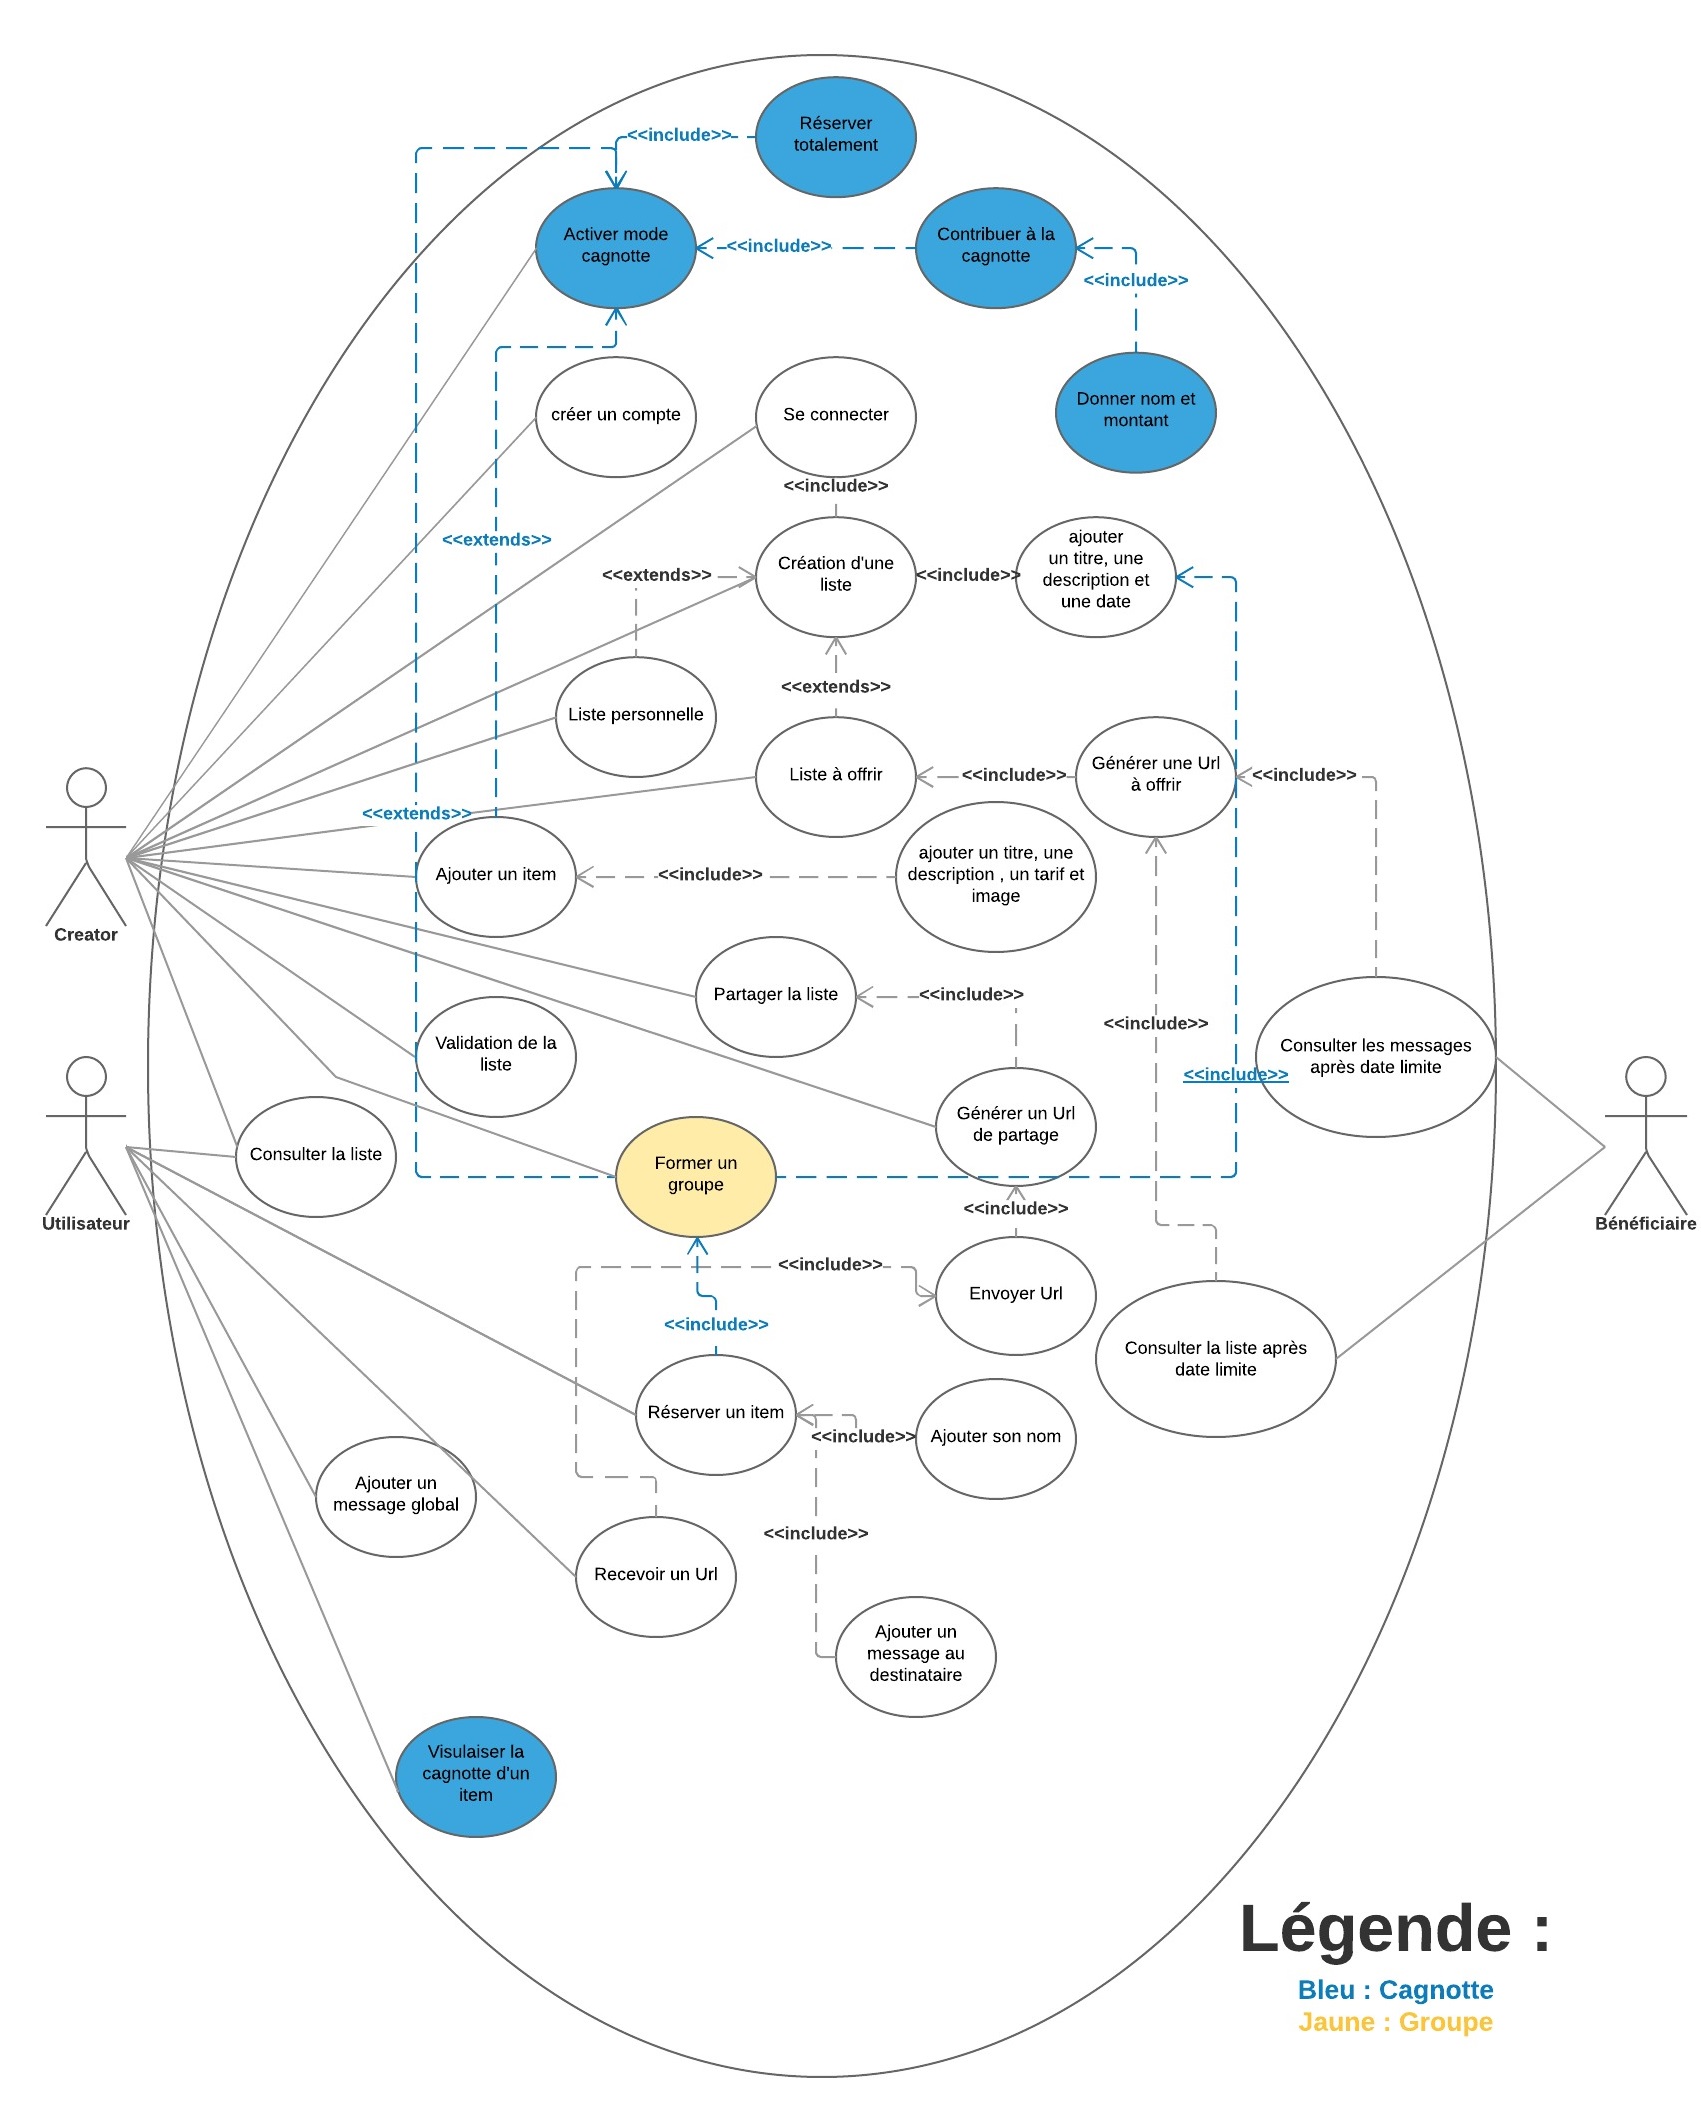 Réserver
totalement
<<include>>
Activer mode
cagnotte
<<include>>
Contribuer à la
cagnotte
<<include>>
Donner nom et
montant
créer un compte
Se connecter
<<include>>
<<extends>>
Création d'une
liste
<<extends>>
<<include>>
ajouter
un titre, une
description et
une date
<<extends>>
Liste personnelle
Liste à offrir
<<include>>
Générer une Url
à offrir
<<include>>
<<extends>>
Ajouter un item
<<include>>
ajouter un titre, une
description , un tarif et
image
Creator
Partager la liste
<<include>>
<<include>>
Validation de la
liste
Consulter les messages
après date limite
<<include>>
Générer un Url
de partage
Consulter la liste
Former un
groupe
Utilisateur
Bénéficiaire
<<include>>
<<include>>
Envoyer Url
<<include>>
Consulter la liste après
date limite
Réserver un item
<<include>>
Ajouter son nom
Ajouter un
message global
<<include>>
Recevoir un Url
Ajouter un
message au
destinataire
Visulaiser la
cagnotte d'un
item
Légende :
Bleu : Cagnotte
Jaune : Groupe